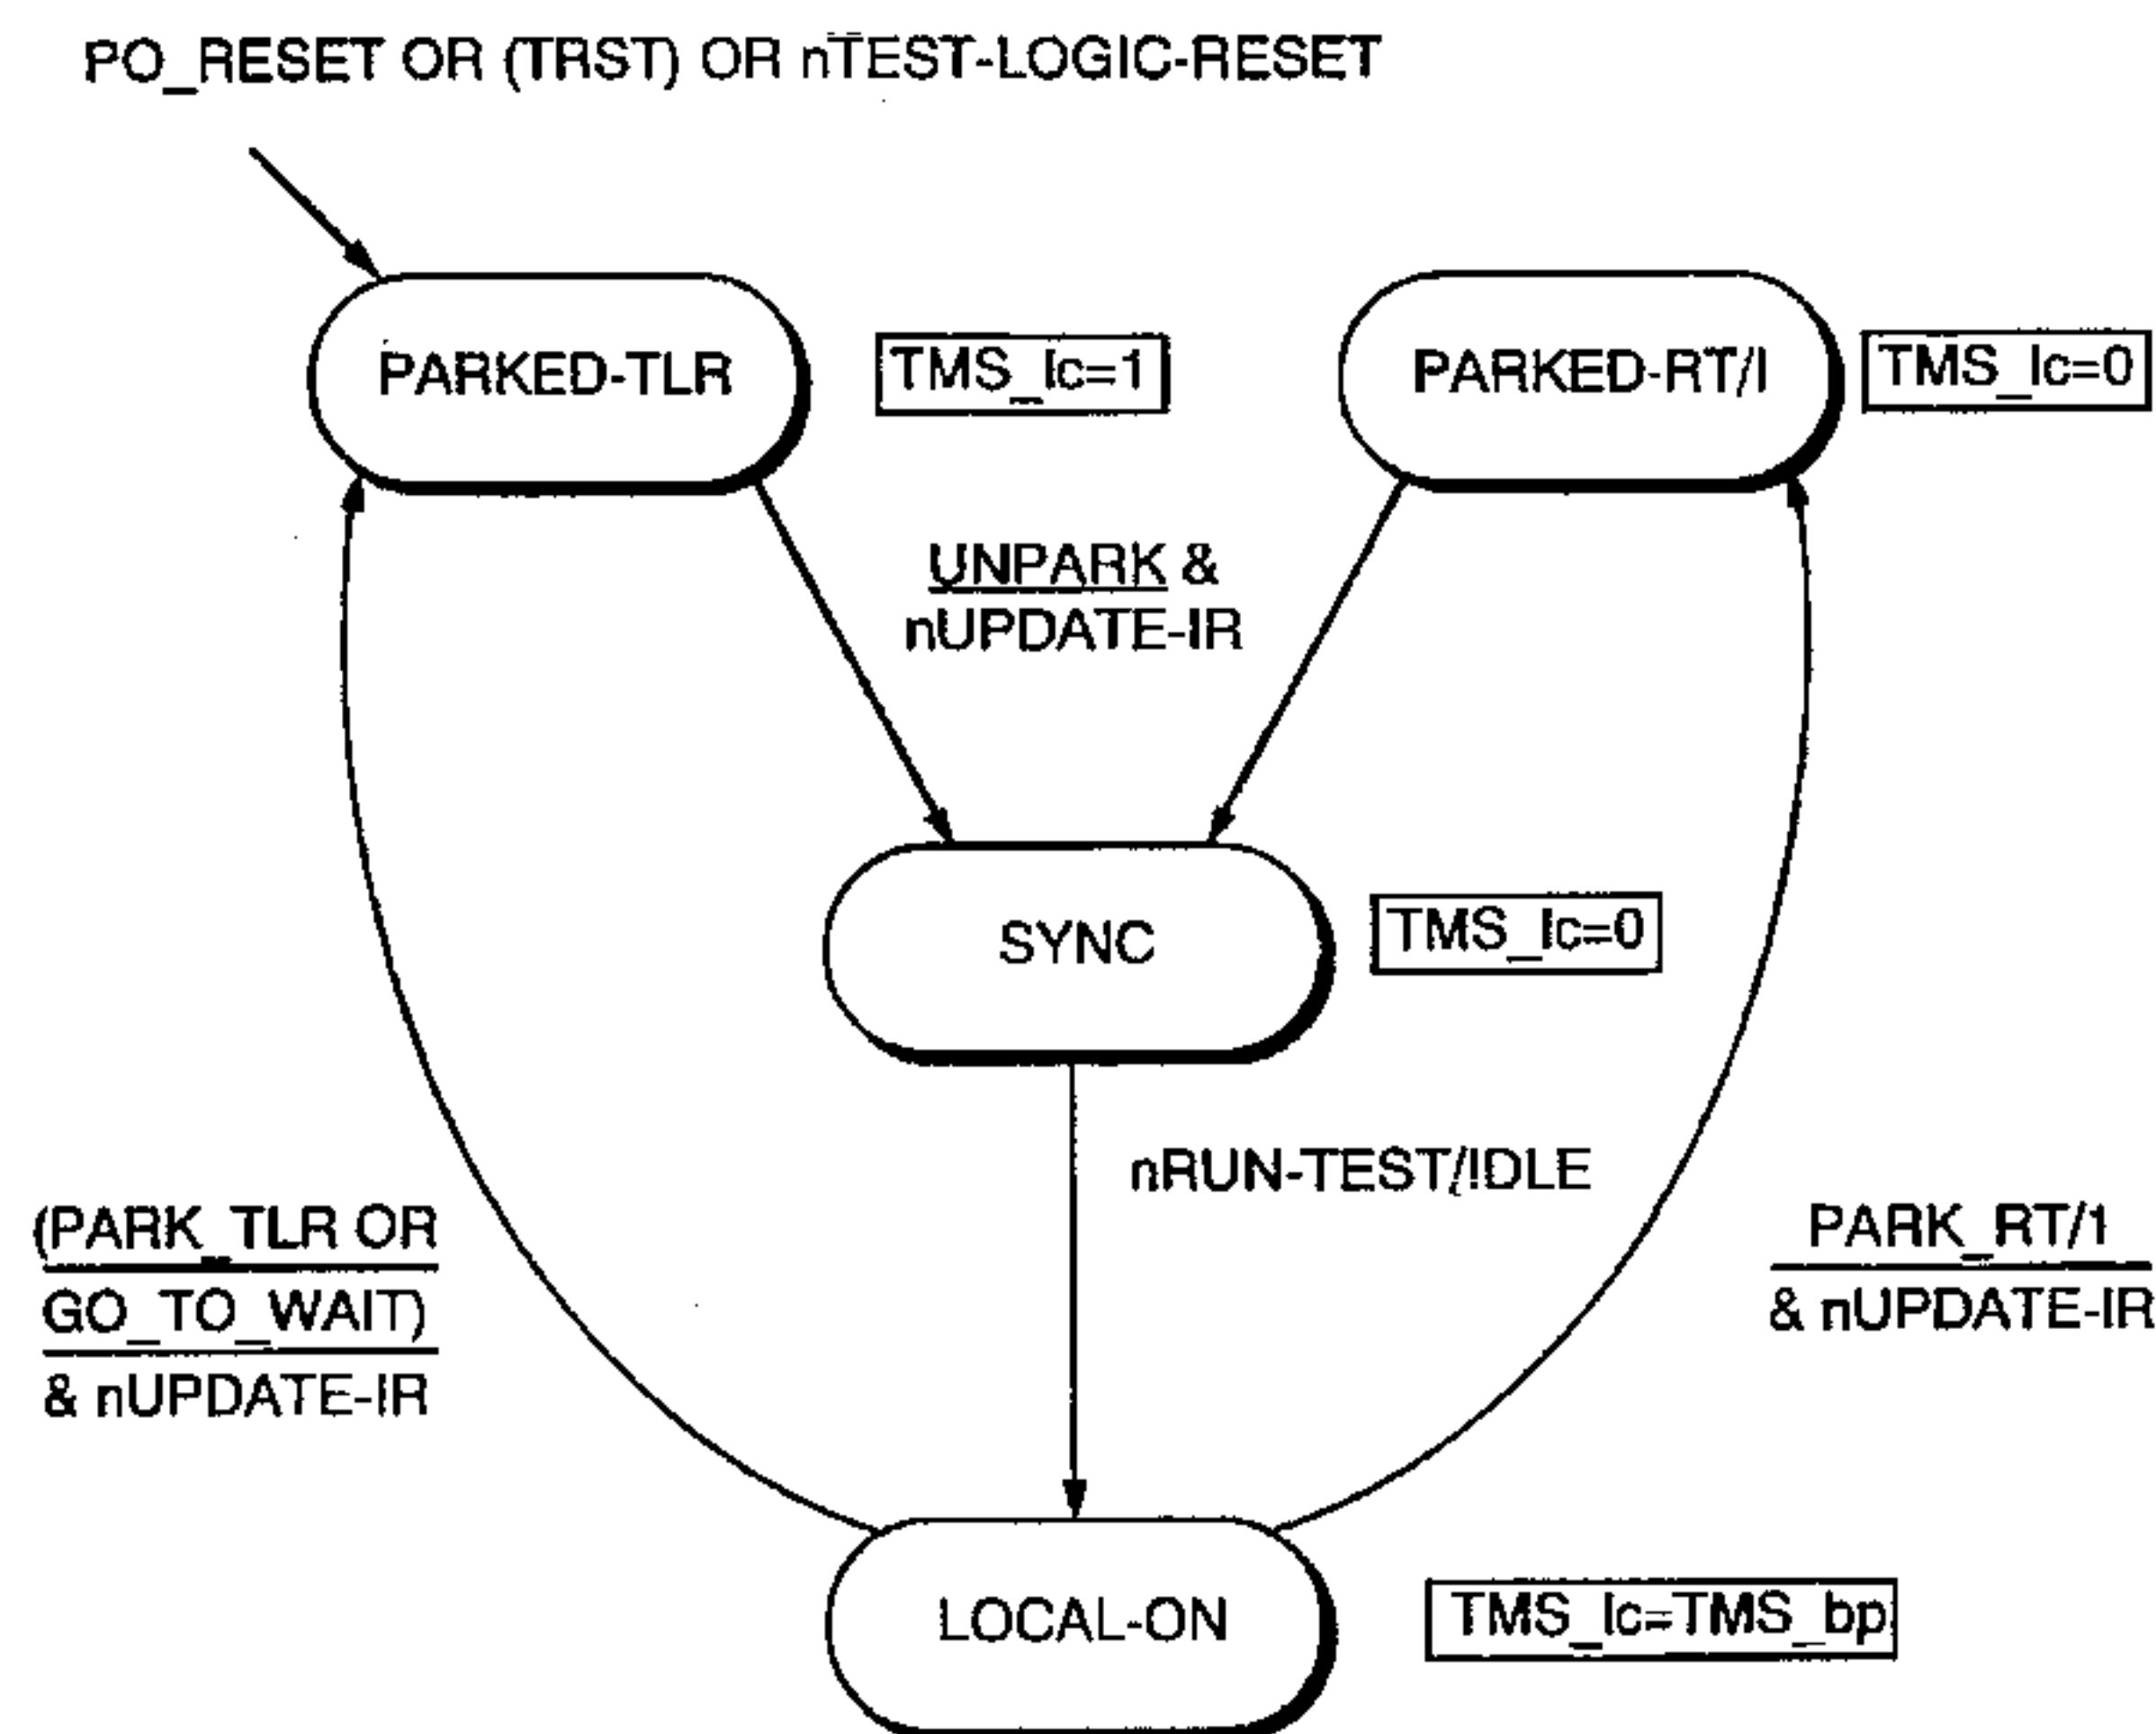 PO_RESET OR (TRST) OR nTEST-LOGIC-RESET
PARKED-TLR
TMS_lc=1
PARKED-RT/I
TMS_lc=0
UNPARK &
nUPDATE-IR
SYNC
TMS_lc=0
nRUN-TEST/IDLE
(PARK_TLR OR
GO_TO_WAIT)
& nUPDATE-IR
PARK_RT/1
& nUPDATE-IR
LOCAL-ON
TMS_lc=TMS_bp